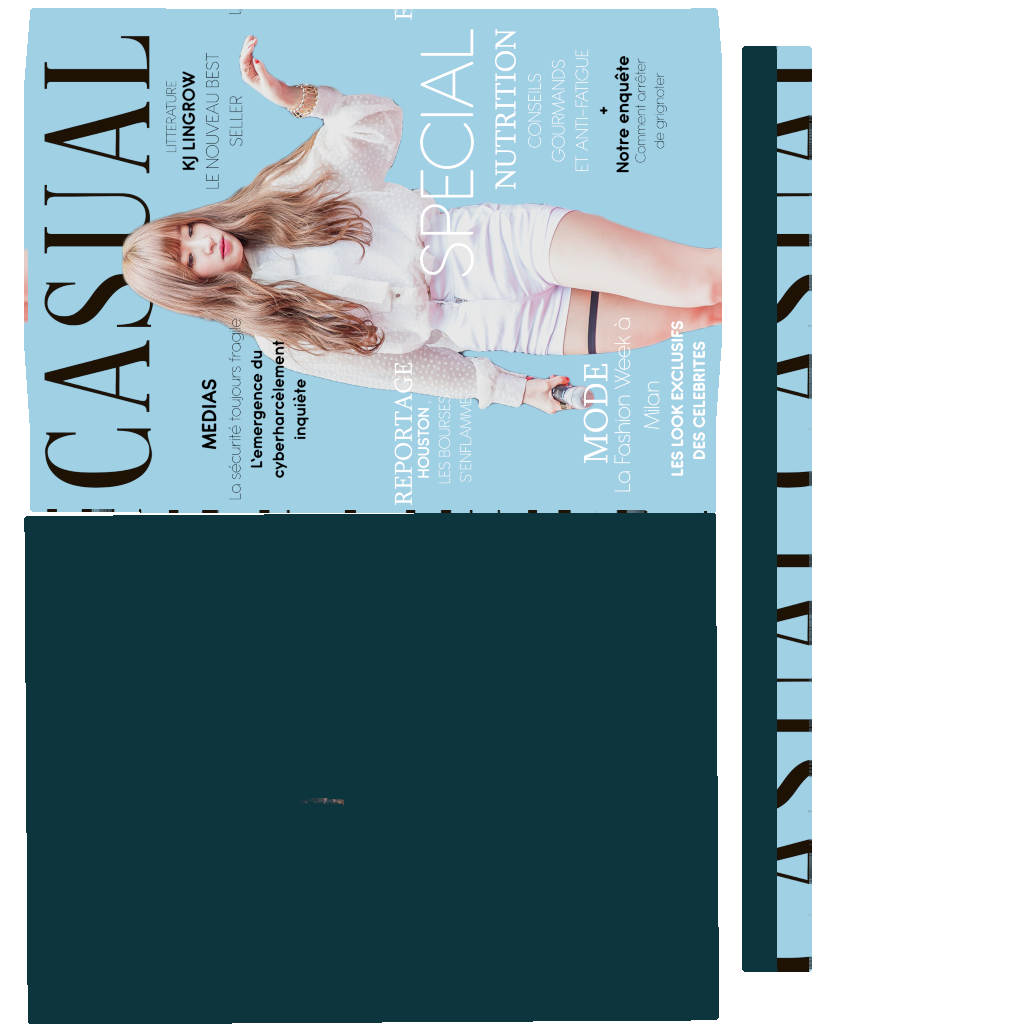 CASUAL
LITTERATURE
KJ LINGROW
LE NOUVEAU BEST
SELLER
MEDIAS
La sécurité toujours fragile
L'emergence du
cyberharcèlement
inquiète
SPECIAL
NUTRITION
CONSEILS
GOURMANDS
ET ANTI-FATIGUE
+
Notre enquête
Comment arrêter
de grignoter
REPORTAGE
HOUSTON
LES BOURSES
S'ENFLAMME
MODE
La Fashion Week à
Milan
LES LOOK EXCLUSIFS
DES CELEBRITES